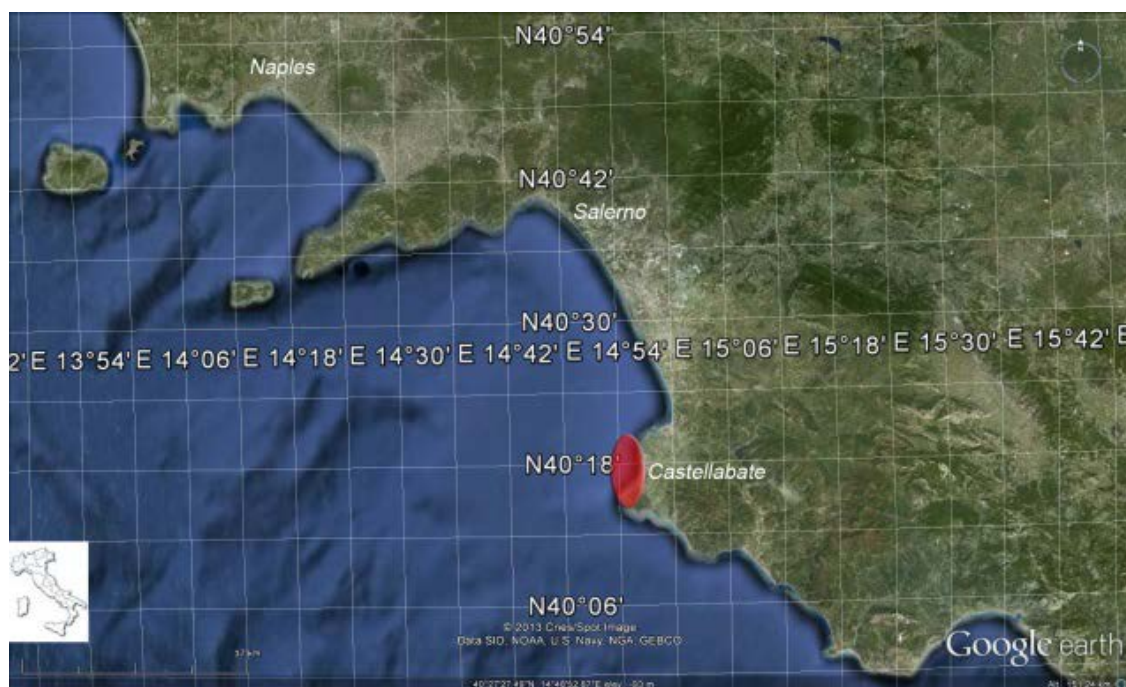 N40°54"
Naples
N40°42'
Salerno
N40°30'
2' E 13°54' E 14°06' E 14°18' E 14°30' E 14°42' E 14°54' E 15°06' E 15°18' E 15°30' E 15°42' E
N40°18'
Castellabate
N40°06'
© 2013 Cnes/Spot Image
Data SIO, NOAA, U.S. Navy, NGA, GEBCO
Google earth